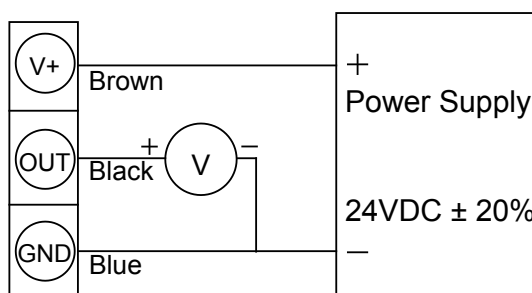 V+
Brown
+
Power Supply
OUT
Black
+
V
−
24VDC ± 20%
GND
Blue
−